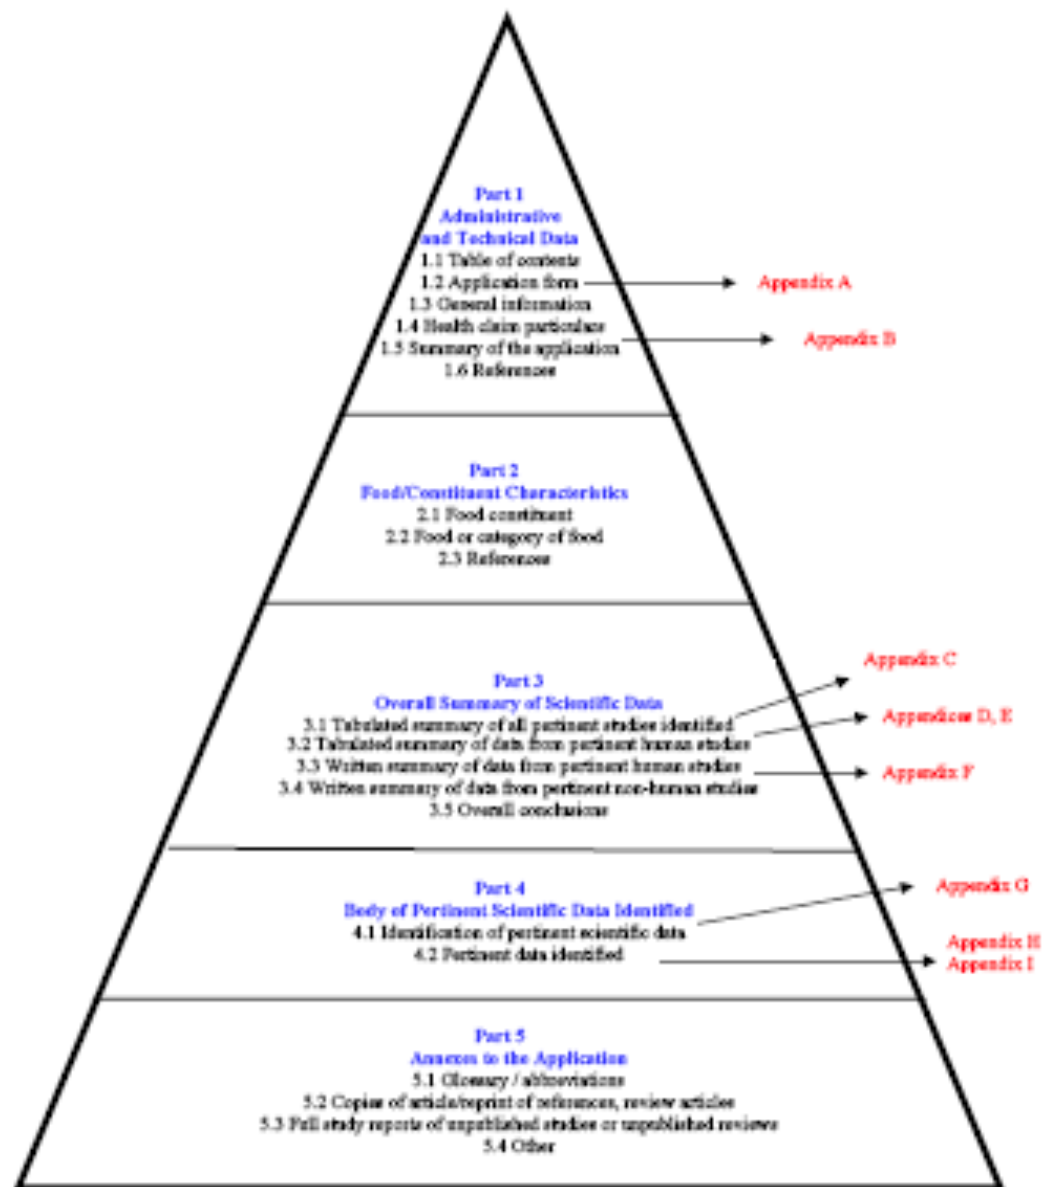 Part 1
Administrative
and Technical Data
1.1 Table of contents
1.2 Application form
Appendix A
1.3 General information
1.4 Health claim particulars
Appendix B
1.5 Summary of the application
1.6 References
Part 2
Food/Constituent Characteristics
2.1 Food constituent
2.2 Food or category of food
2.3 References
Part 3
Overall Summary of Scientific Data
3.1 Tabulated summary of all pertinent studies identified
Appendix C
3.2 Tabulated summary of data from pertinent human studies
Appendices D, E
3.3 Written summary of data from pertinent human studies
Appendix F
3.4 Written summary of data from pertinent non-human studies
3.5 Overall conclusions
Part 4
Body of Pertinent Scientific Data Identified
4.1 Identification of pertinent scientific data
Appendix G
4.2 Pertinent data identified
Appendix H
Appendix I
Part 5
Annexes to the Application
5.1 Glossary / abbreviations
5.2 Copies of article/reprint of references, review articles
5.3 Full study reports of unpublished studies or unpublished reviews
5.4 Other